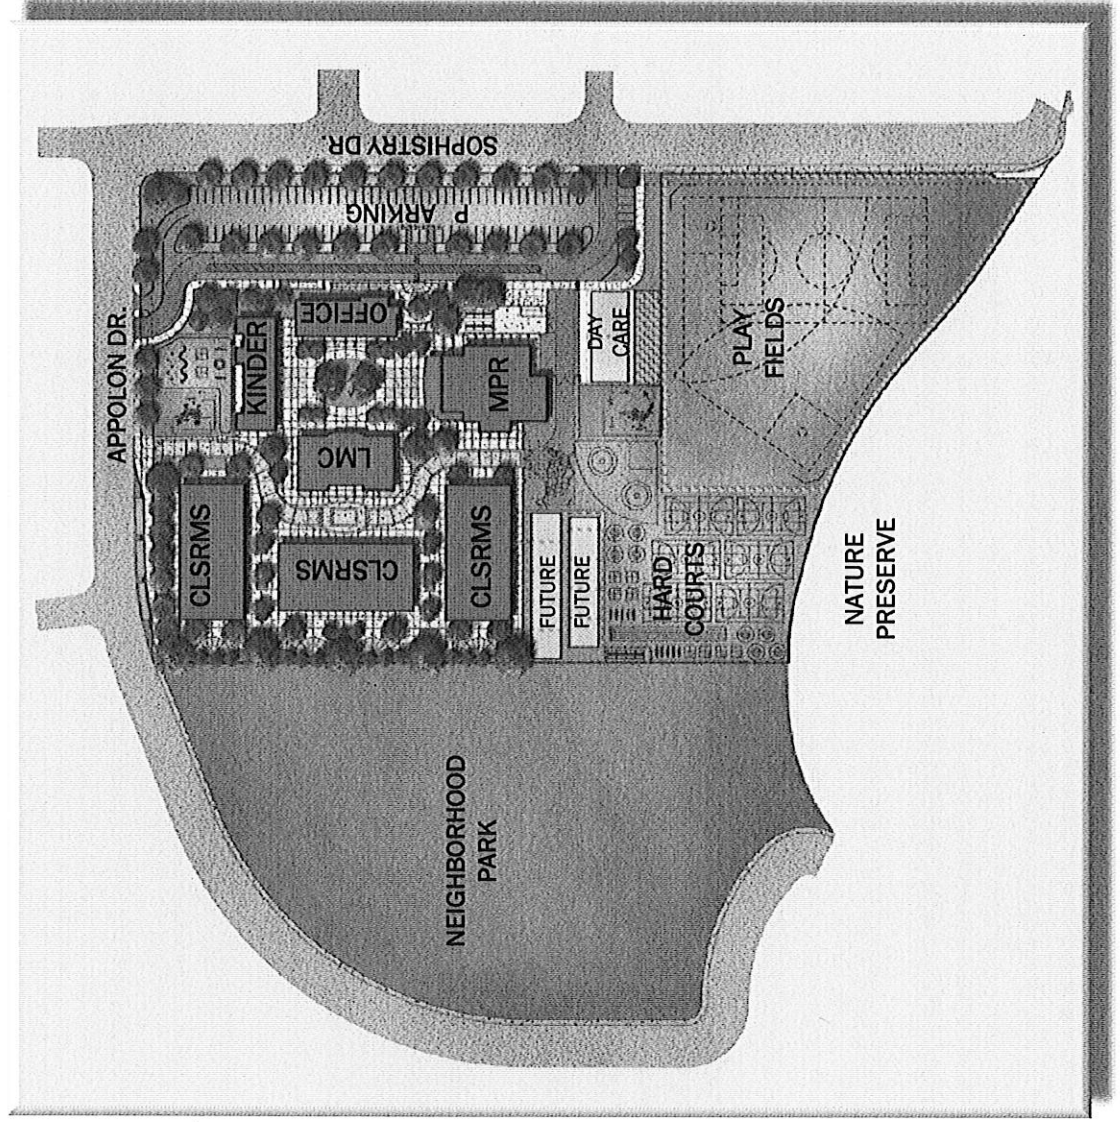 SOPHISTRY DR.
P ARKING
APPOLON DR.
OFFICE
KINDER
DAY
CARE
PLAY
FIELDS
MPR
LMC
CLSRMS
CLSRMS
CLSRMS
FUTURE
FUTURE
HARD
COURTS
NATURE
PRESERVE
NEIGHBORHOOD
PARK